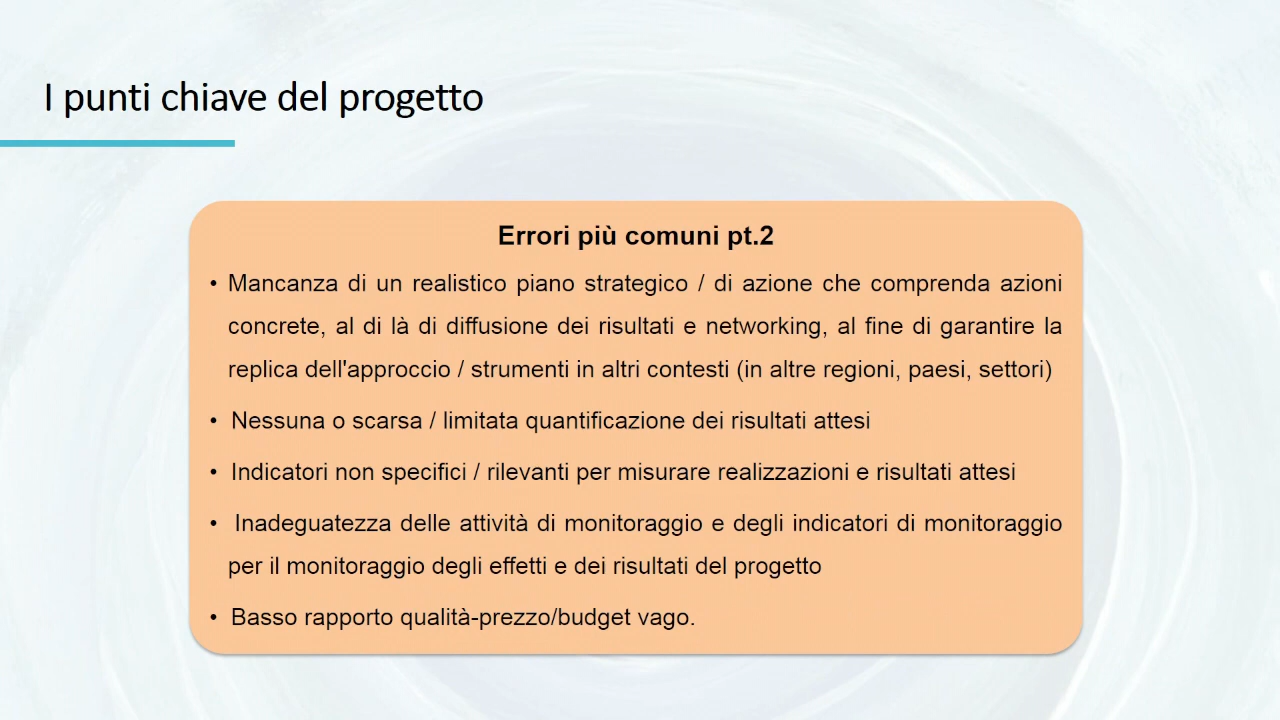 I punti chiave del progetto
Errori più comuni pt.2
• Mancanza di un realistico piano strategico / di azione che comprenda azioni
concrete, al di là di diffusione dei risultati e networking, al fine di garantire la
replica dell'approccio / strumenti in altri contesti (in altre regioni, paesi, settori)
• Nessuna o scarsa / limitata quantificazione dei risultati attesi
• Indicatori non specifici / rilevanti per misurare realizzazioni e risultati attesi
• Inadeguatezza delle attività di monitoraggio e degli indicatori di monitoraggio
per il monitoraggio degli effetti e dei risultati del progetto
• Basso rapporto qualità-prezzo/budget vago.